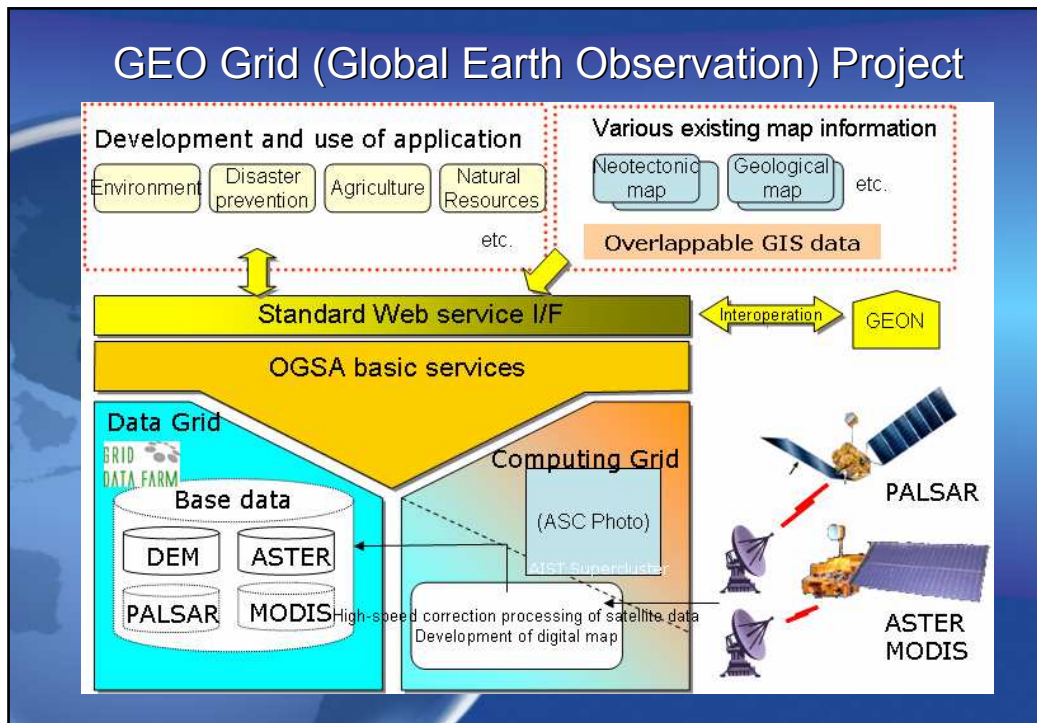 GEO Grid (Global Earth Observation) Project
Development and use of application
Environment
Disaster
prevention
Agriculture
Natural
Resources
etc.
Various existing map information
Neotectonic
map
Geological
map
etc.
Overlappable GIS data
Standard Web service I/F
Interoperation
GEON
OGSA basic services
Data Grid
GRID
DATA FARM
Base data
DEM
ASTER
PALSAR
MODIS
Computing Grid
(ASC Photo)
AIST Supercluster
High-speed correction processing of satellite data
Development of digital map
PALSAR
ASTER
MODIS